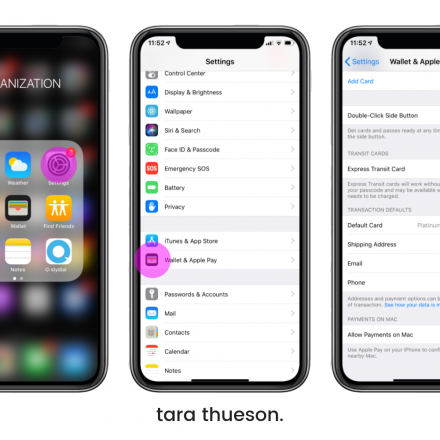 ANIZATION
3
Weather
Settings
Wallet
Find Friends
Notes
11:52
Settings
Control Center
AA
Display & Brightness
Wallpaper
Siri & Search
Face ID & Passcode
SOS
Emergency SOS
Battery
Privacy
iTunes & App Store
Wallet & Apple Pay
Passwords & Accounts
Mail
Contacts
Calendar
Notes
11:52
Settings
Wallet & Apple
Add Card
Double-Click Side Button
Get cards and passes ready at any tim
the side button.
TRANSIT CARDS
Express Transit Card
Express Transit cards will work withou
your passcode and may be available w
needs to be charged.
TRANSACTION DEFAULTS
Default Card Platinum
Shipping Address
Email
Phone
Addresses and payment options can b
of transaction. See how your data is m
PAYMENTS ON MAC
Allow Payments on Mac
Use Apple Pay on your iPhone to confir
nearby Mac.
tara thueson.